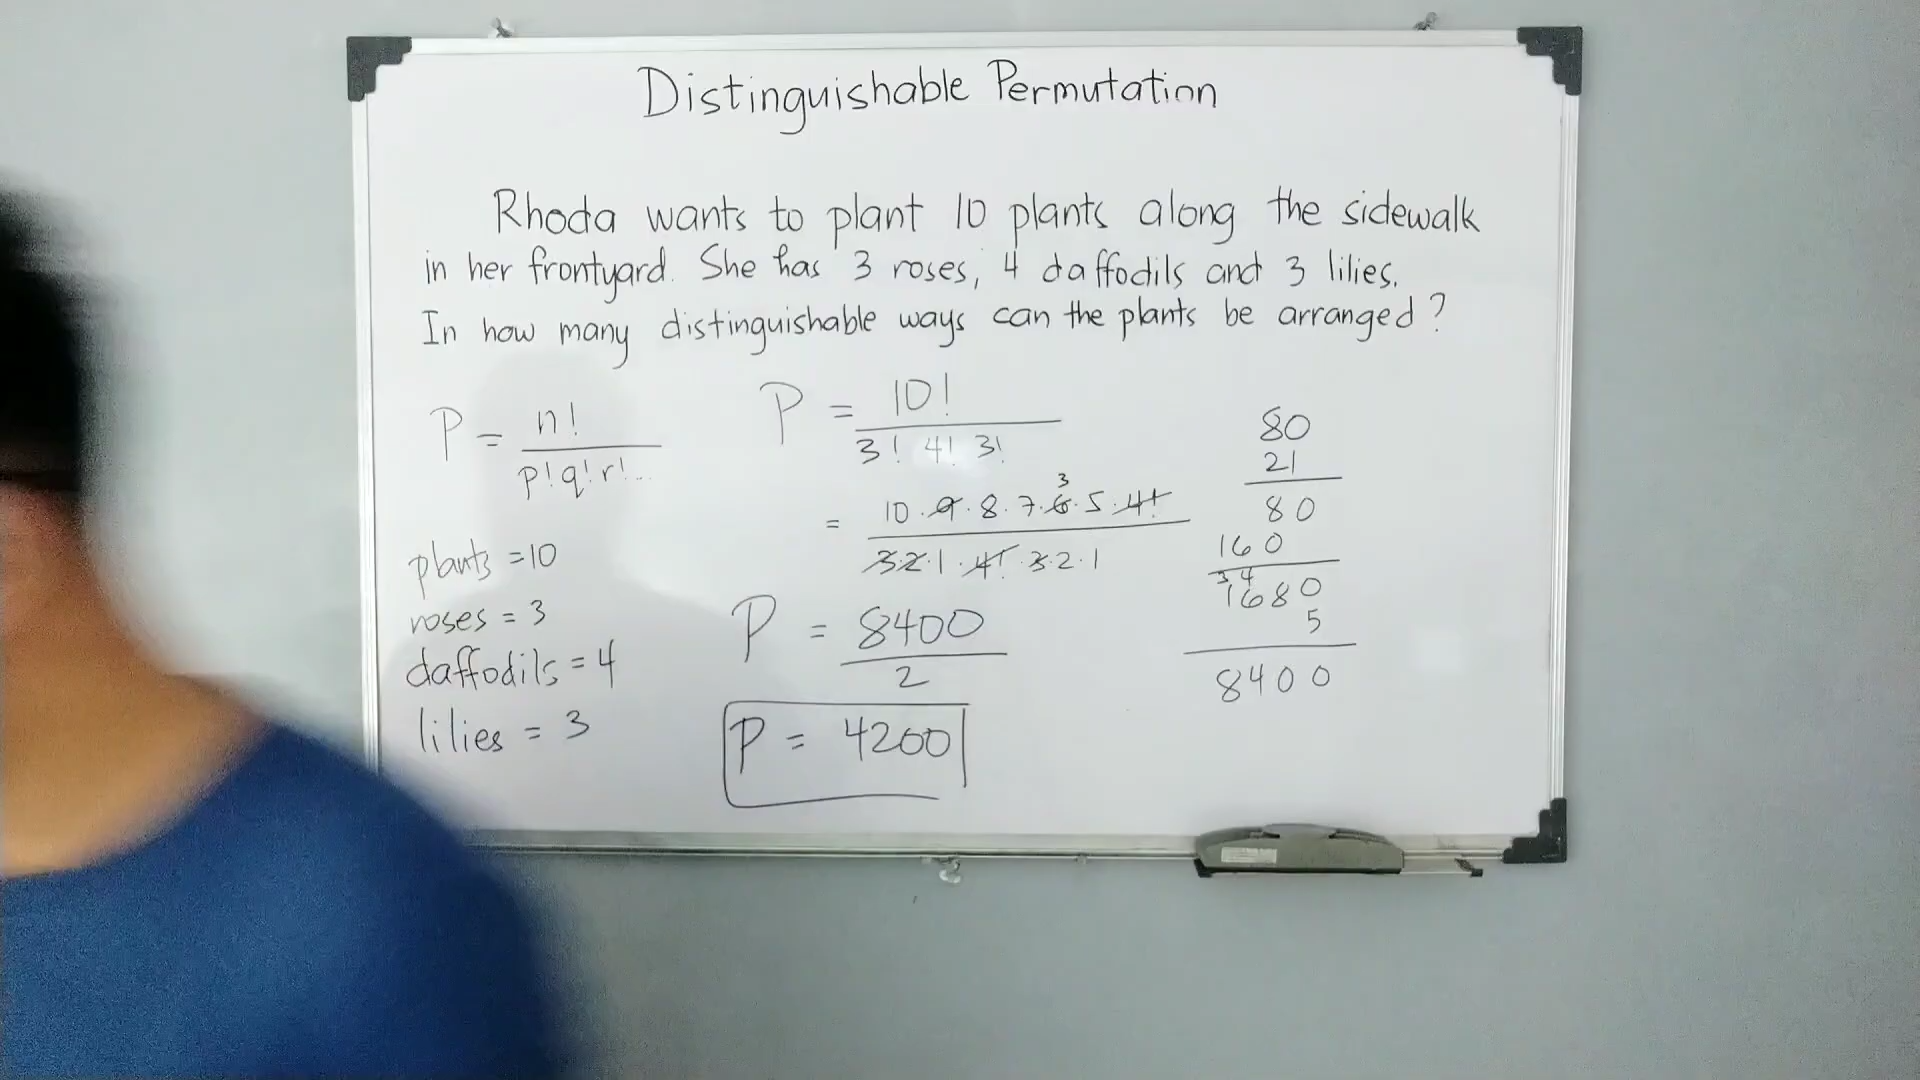 Distinguishable Permutation
Rhoda wants to plant 10 plants along the sidewalk
in her frontyard. She has 3 roses, 4 daffodils and 3 lilies.
In how many distinguishable ways can the plants be arranged?
P = n!
p!q!r!...
plants = 10
roses = 3
daffodils = 4
lilies = 3
P = 10!
3! 4! 3!
3
= 10 · 9 · 8 · 7 · 6 · 5 · 4!
3 2 · 1 · 4! · 3 · 2 · 1
P = 8400
2
P = 4200
80
21
80
160
3 4
1680
5
8400